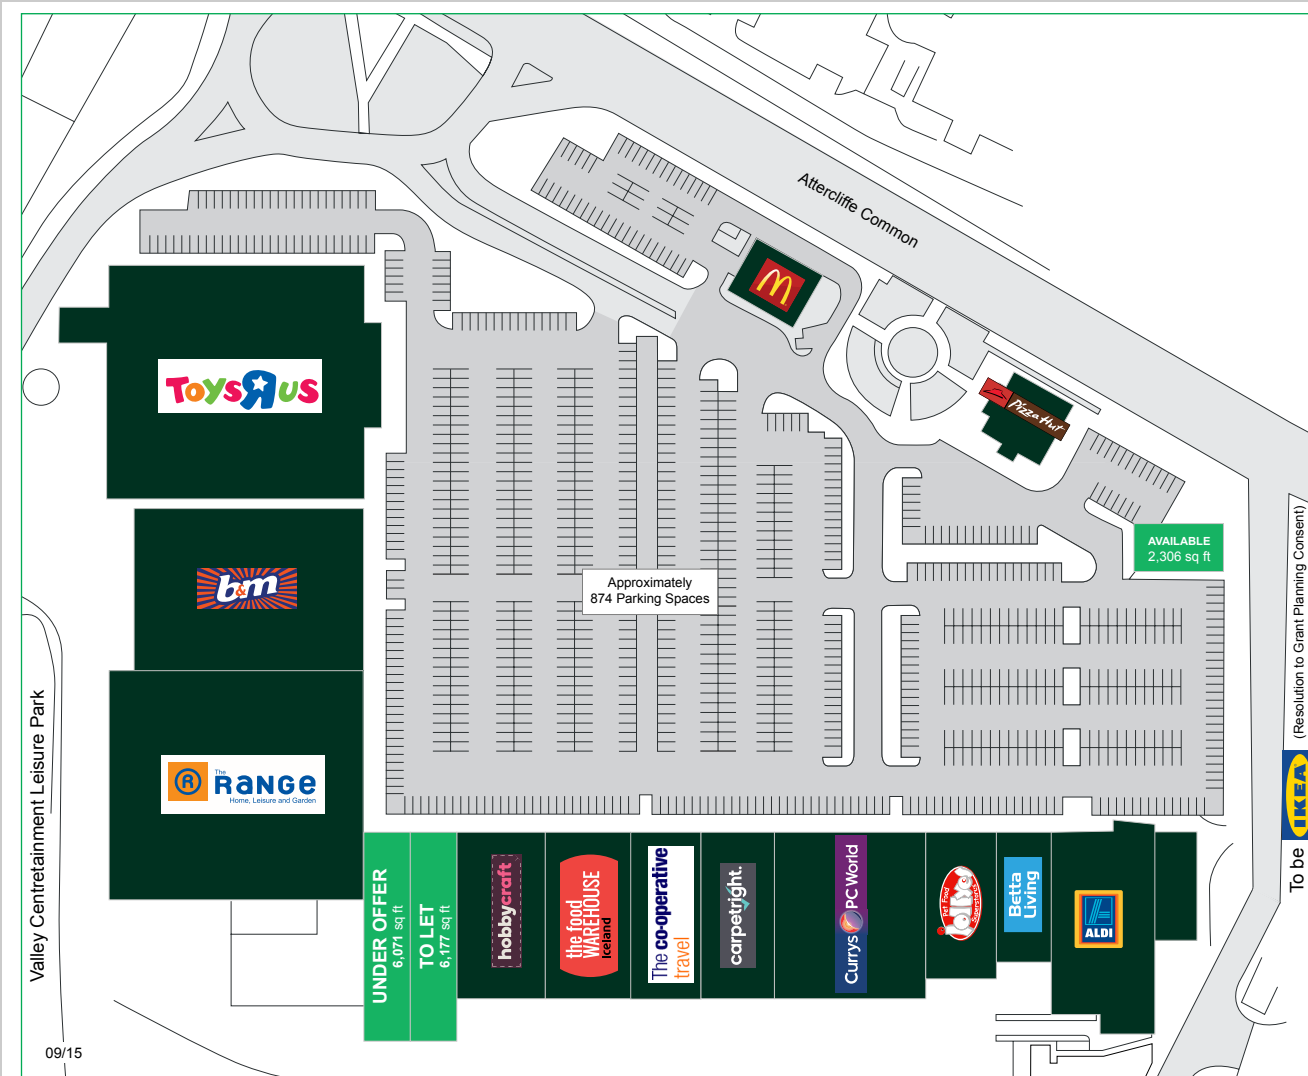 Attercliffe Common
M
Toys R us
Pizza Hut
AVAILABLE
2,306 sq ft
(Resolution to Grant Planning Consent)
b&m
Approximately
874 Parking Spaces
Valley Centretainment Leisure Park
R
The
RANGE
Home, Leisure and Garden
To be
IKEA
UNDER OFFER
6,071 sq ft
TO LET
6,177 sq ft
hobbycraft
the food
WAREHOUSE
Iceland
The co-operative
travel
carpetright.
Currys PC World
Pet Food
Jollyes
Superstores
Betta
Living
ALDI
09/15